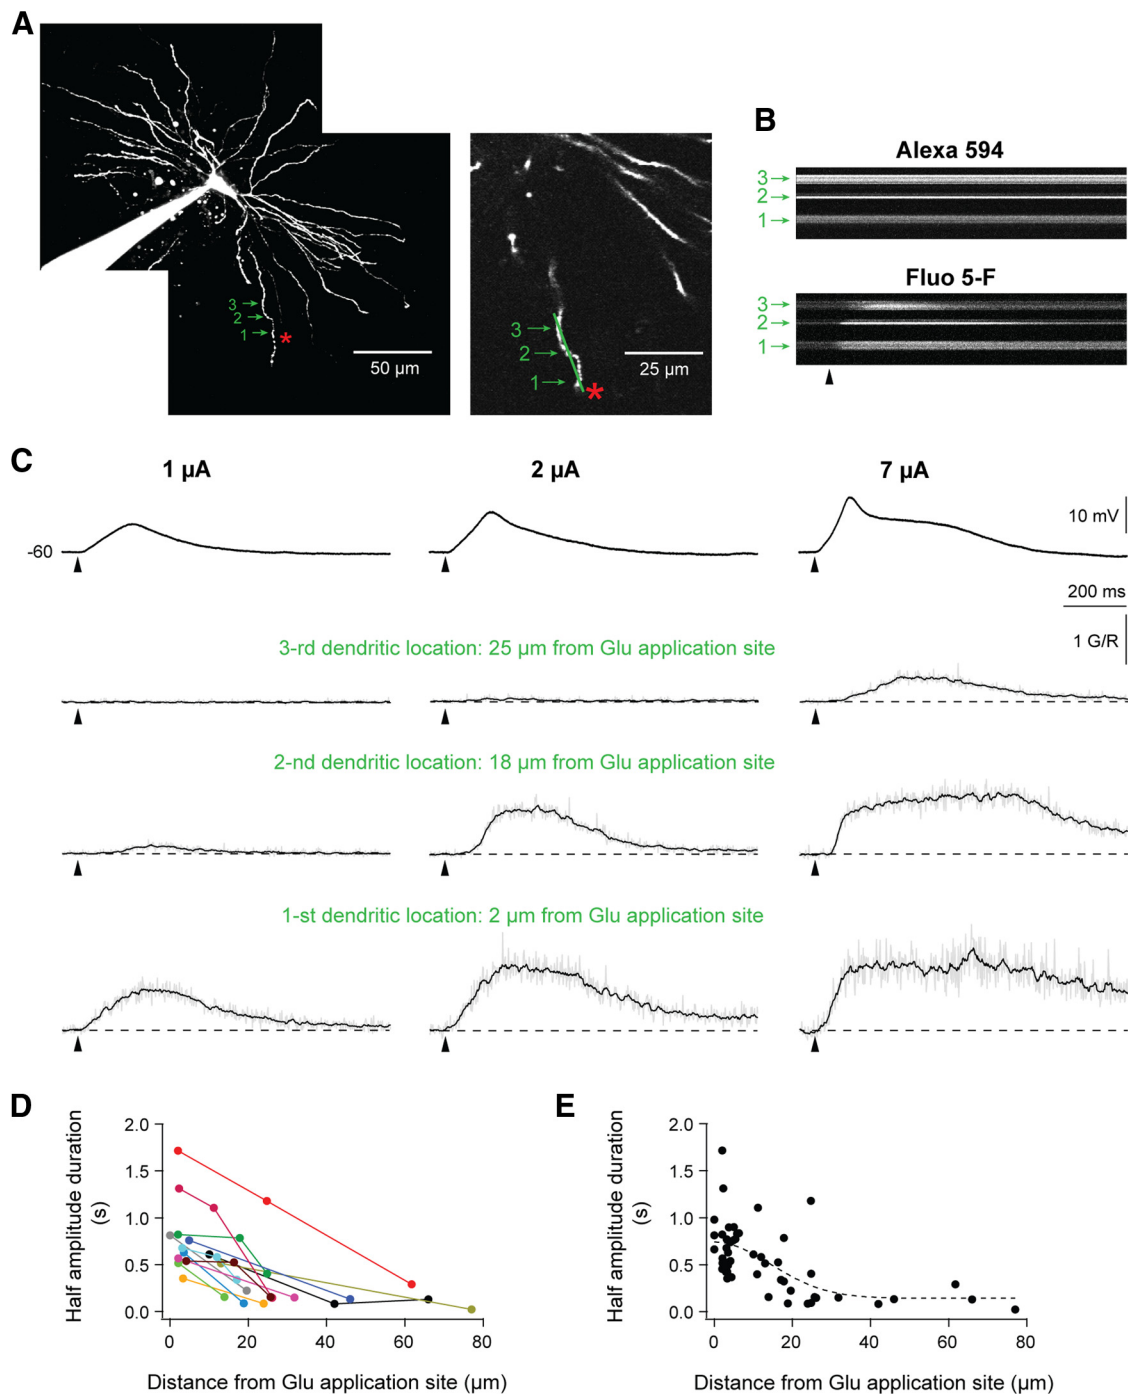 A
3
2
1
*
50 µm
3
2
1
*
25 µm
B
Alexa 594
3
2
1
Fluo 5-F
3
2
1
C
1 µA
2 µA
7 µA
10 mV
-60
200 ms
1 G/R
3-rd dendritic location: 25 µm from Glu application site
2-nd dendritic location: 18 µm from Glu application site
1-st dendritic location: 2 µm from Glu application site
D
Half amplitude duration
(s)
2.0
1.5
1.0
0.5
0.0
0 20 40 60 80
Distance from Glu application site (µm)
E
Half amplitude duration
(s)
2.0
1.5
1.0
0.5
0.0
0 20 40 60 80
Distance from Glu application site (µm)